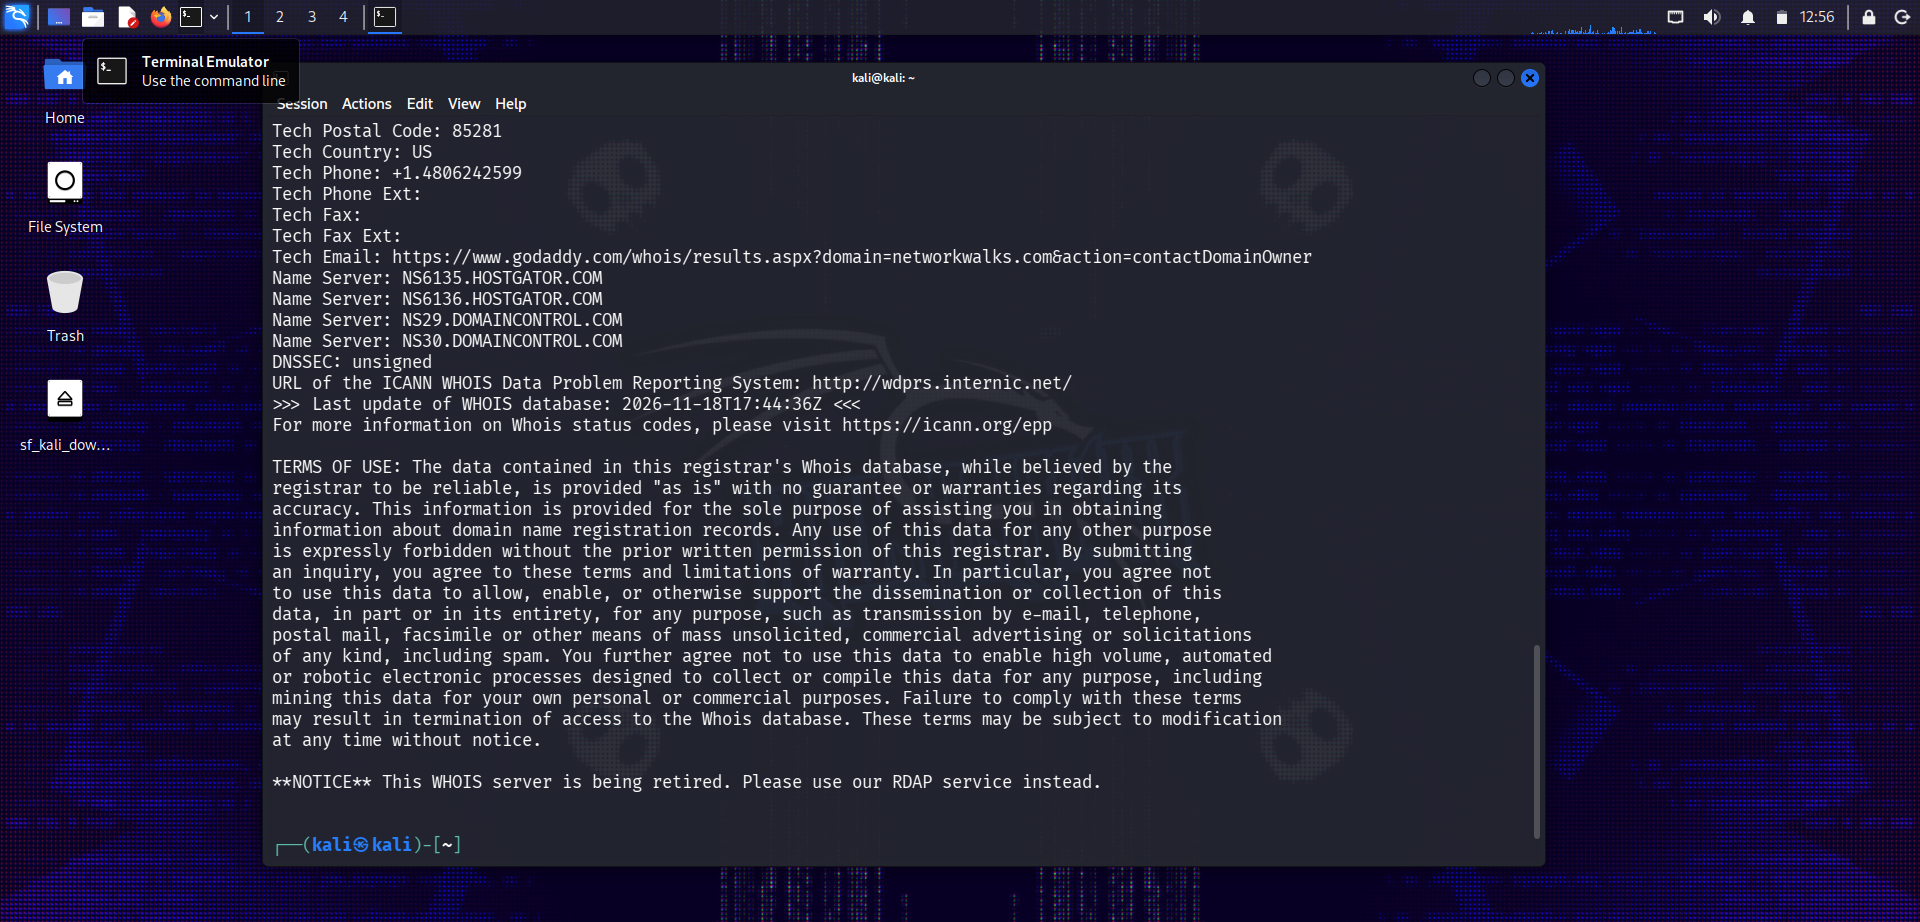 1 2 3 4
12:56
Terminal Emulator
Use the command line
Home
File System
Trash
sf_kali_dow...
kali@kali: ~
Session Actions Edit View Help
Tech Postal Code: 85281
Tech Country: US
Tech Phone: +1.4806242599
Tech Phone Ext:
Tech Fax:
Tech Fax Ext:
Tech Email: https://www.godaddy.com/whois/results.aspx?domain=networkwalks.com&action=contactDomainOwner
Name Server: NS6135.HOSTGATOR.COM
Name Server: NS6136.HOSTGATOR.COM
Name Server: NS29.DOMAINCONTROL.COM
Name Server: NS30.DOMAINCONTROL.COM
DNSSEC: unsigned
URL of the ICANN WHOIS Data Problem Reporting System: http://wdprs.internic.net/
>>> Last update of WHOIS database: 2026-11-18T17:44:36Z <<<
For more information on Whois status codes, please visit https://icann.org/epp
TERMS OF USE: The data contained in this registrar's Whois database, while believed by the
registrar to be reliable, is provided "as is" with no guarantee or warranties regarding its
accuracy. This information is provided for the sole purpose of assisting you in obtaining
information about domain name registration records. Any use of this data for any other purpose
is expressly forbidden without the prior written permission of this registrar. By submitting
an inquiry, you agree to these terms and limitations of warranty. In particular, you agree not
to use this data to allow, enable, or otherwise support the dissemination or collection of this
data, in part or in its entirety, for any purpose, such as transmission by e-mail, telephone,
postal mail, facsimile or other means of mass unsolicited, commercial advertising or solicitations
of any kind, including spam. You further agree not to use this data to enable high volume, automated
or robotic electronic processes designed to collect or compile this data for any purpose, including
mining this data for your own personal or commercial purposes. Failure to comply with these terms
may result in termination of access to the Whois database. These terms may be subject to modification
at any time without notice.
**NOTICE** This WHOIS server is being retired. Please use our RDAP service instead.
┌──(kali㉿kali)-[~]